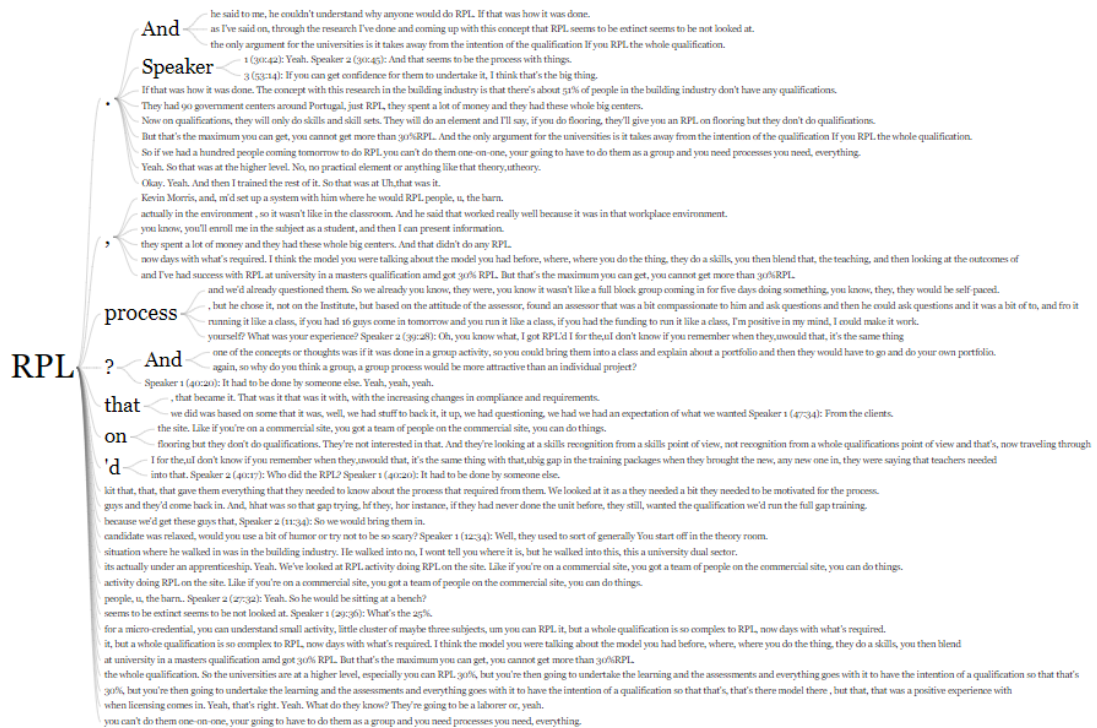 RPL
.
And
he said to me, he couldn't understand why anyone would do RPL. If that was how it was done.
as I've said on, through the research I've done and coming up with this concept that RPL seems to be extinct seems to be not looked at.
the only argument for the universities is it takes away from the intention of the qualification If you RPL the whole qualification.
Speaker
1 (30:42): Yeah. Speaker 2 (30:45): And that seems to be the process with things.
3 (53:14): If you can get confidence for them to undertake it, I think that's the big thing.
If that was how it was done. The concept with this research in the building industry is that there's about 51% of people in the building industry don't have any qualifications.
They had 90 government centers around Portugal, just RPL, they spent a lot of money and they had these whole big centers.
Now on qualifications, they will only do skills and skill sets. They will do an element and I'll say, if you do flooring, they'll give you an RPL on flooring but they don't do qualifications.
But that's the maximum you can get, you cannot get more than 30%RPL. And the only argument for the universities is it takes away from the intention of the qualification If you RPL the whole qualification.
So if we had a hundred people coming tomorrow to do RPL you can't do them one-on-one, your going to have to do them as a group and you need processes you need, everything.
Yeah. So that was at the higher level. No, no practical element or anything like that theory,utheory.
Okay. Yeah. And then I trained the rest of it. So that was at Uh,that was it.
,
Kevin Morris, and, m'd set up a system with him where he would RPL people, u, the barn.
actually in the environment , so it wasn't like in the classroom. And he said that worked really well because it was in that workplace environment.
you know, you'll enroll me in the subject as a student, and then I can present information.
they spent a lot of money and they had these whole big centers. And that didn't do any RPL.
now days with what's required. I think the model you were talking about the model you had before, where, where you do the thing, they do a skills, you then blend that, the teaching, and then looking at the outcomes of
and I've had success with RPL at university in a masters qualification amd got 30% RPL. But that's the maximum you can get, you cannot get more than 30%RPL.
process
and we'd already questioned them. So we already you know, they were, you know it wasn't like a full block group coming in for five days doing something, you know, they, they would be self-paced.
, but he chose it, not on the Institute, but based on the attitude of the assessor, found an assessor that was a bit compassionate to him and ask questions and then he could ask questions and it was a bit of to, and fro it
running it like a class, if you had 16 guys come in tomorrow and you run it like a class, if you had the funding to run it like a class, I'm positive in my mind, I could make it work.
yourself? What was your experience? Speaker 2 (39:28): Oh, you know what, I got RPL'd I for the,uI don't know if you remember when they,uwould that, it's the same thing
?
And
one of the concepts or thoughts was if it was done in a group activity, so you could bring them into a class and explain about a portfolio and then they would have to go and do your own portfolio.
again, so why do you think a group, a group process would be more attractive than an individual project?
Speaker 1 (40:20): It had to be done by someone else. Yeah, yeah, yeah.
that
, that became it. That was it that was it with, with the increasing changes in compliance and requirements.
we did was based on some that it was, well, we had stuff to back it, it up, we had questioning, we had we had an expectation of what we wanted Speaker 1 (47:34): From the clients.
on
the site. Like if you're on a commercial site, you got a team of people on the commercial site, you can do things.
flooring but they don't do qualifications. They're not interested in that. And they're looking at a skills recognition from a skills point of view, not recognition from a whole qualifications point of view and that's, now traveling through
'd
I for the,uI don't know if you remember when they,uwould that, it's the same thing with that,ubig gap in the training packages when they brought the new, any new one in, they were saying that teachers needed
into that. Speaker 2 (40:17): Who did the RPL? Speaker 1 (40:20): It had to be done by someone else.
kit that, that, that gave them everything that they needed to know about the process that required from them. We looked at it as a they needed a bit they needed to be motivated for the process.
guys and they'd come back in. And, hhat was so that gap trying, hf they, hor instance, if they had never done the unit before, they still, wanted the qualification we'd run the full gap training.
because we'd get these guys that, Speaker 2 (11:34): So we would bring them in.
candidate was relaxed, would you use a bit of humor or try not to be so scary? Speaker 1 (12:34): Well, they used to sort of generally You start off in the theory room.
situation where he walked in was in the building industry. He walked into no, I wont tell you where it is, but he walked into this, this a university dual sector.
its actually under an apprenticeship. Yeah. We've looked at RPL activity doing RPL on the site. Like if you're on a commercial site, you got a team of people on the commercial site, you can do things.
activity doing RPL on the site. Like if you're on a commercial site, you got a team of people on the commercial site, you can do things.
people, u, the barn.. Speaker 2 (27:32): Yeah. So he would be sitting at a bench?
seems to be extinct seems to be not looked at. Speaker 1 (29:36): What's the 25%.
for a micro-credential, you can understand small activity, little cluster of maybe three subjects, um you can RPL it, but a whole qualification is so complex to RPL, now days with what's required.
it, but a whole qualification is so complex to RPL, now days with what's required. I think the model you were talking about the model you had before, where, where you do the thing, they do a skills, you then blend
at university in a masters qualification amd got 30% RPL. But that's the maximum you can get, you cannot get more than 30%RPL.
the whole qualification. So the universities are at a higher level, especially you can RPL 30%, but you're then going to undertake the learning and the assessments and everything goes with it to have the intention of a qualification so that that's
30%, but you're then going to undertake the learning and the assessments and everything goes with it to have the intention of a qualification so that that's, that's there model there , but that, that was a positive experience with
when licensing comes in. Yeah, that's right. Yeah. What do they know? They're going to be a laborer or, yeah.
you can't do them one-on-one, your going to have to do them as a group and you need processes you need, everything.